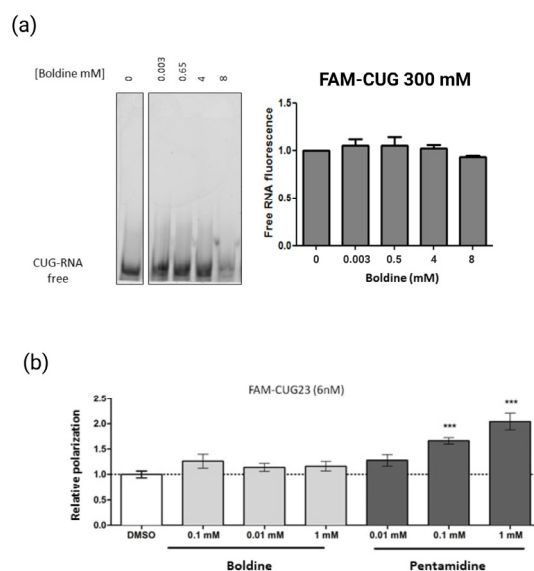 (a)
[Boldine mM]
0
0.003
0.65
4
8
CUG-RNA
free
FAM-CUG 300 mM
Free RNA fluorescence
1.5
1.0
0.5
0.0
0 0.003 0.5 4 8
Boldine (mM)
(b)
FAM-CUG23 (6nM)
Relative polarization
2.5
2.0
1.5
1.0
0.5
0.0
*** ***
DMSO 0.1 mM 0.01 mM 1 mM 0.01 mM 0.1 mM 1 mM
Boldine Pentamidine